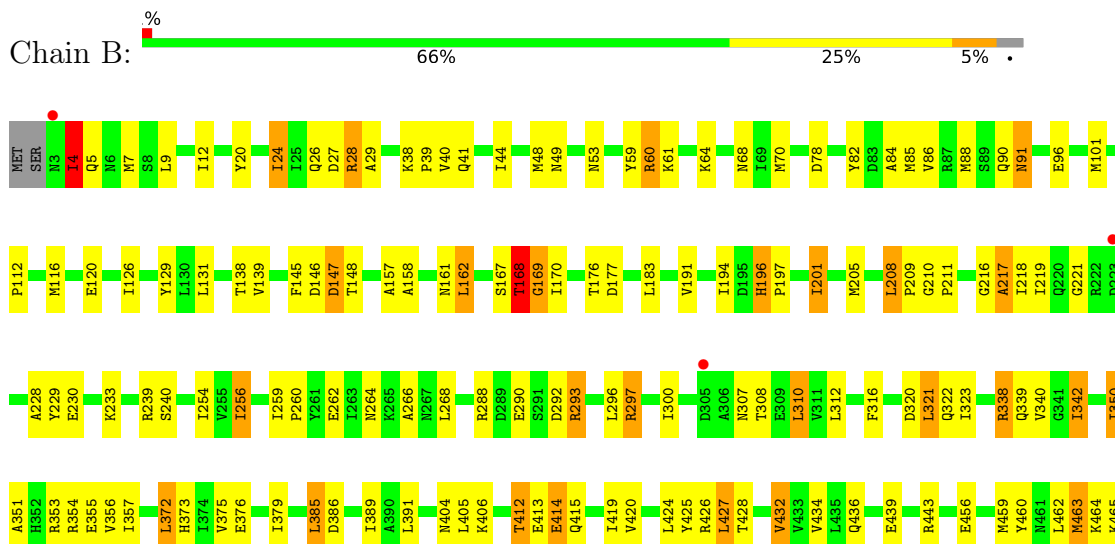 %
Chain B:
66% 25% 5% •
MET SER N3 I4 Q5 N6 M7 S8 L9 I12 Y20 I24 I25 Q26 D27 R28 A29 K38 P39 V40 Q41 I44 M48 N49 N53 Y59 R60 K61 K64 N68 I69 M70 D78 Y82 D83 A84 M85 V86 R87 M88 S89 Q90 N91 E96 M101
P112 M116 E120 I126 Y129 L130 L131 T138 V139 F145 D146 D147 T148 A157 A158 N161 L162 S167 T168 G169 I170 T176 D177 L183 V191 I194 D195 H196 P197 I201 M205 L208 P209 G210 P211 G216 A217 I218 I219 Q220 G221 R222 D223
A228 Y229 E230 K233 R239 S240 I254 V255 I256 I259 P260 Y261 E262 I263 N264 K265 A266 N267 L268 R288 D289 E290 S291 D292 R293 L296 R297 I300 D305 A306 N307 T308 E309 L310 V311 L312 F316 D320 L321 Q322 I323 R338 Q339 V340 G341 I342
A351 H352 R353 R354 E355 V356 I357 L372 H373 I374 V375 E376 I379 L385 D386 I389 A390 L391 N404 L405 K406 T412 E413 E414 Q415 I419 V420 L424 Y425 R426 L427 T428 V432 V433 V434 L435 Q436 E439 R443 E456 M459 Y460 N461 L462 M463 K464